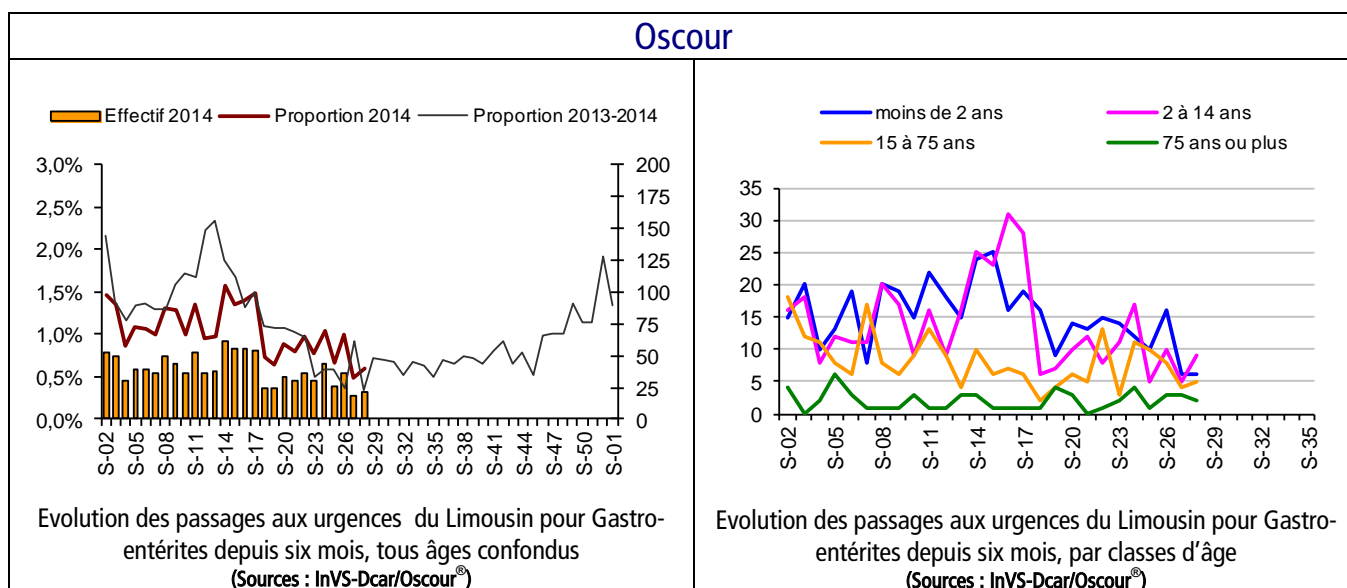 Oscour
Effectif 2014 Proportion 2014 Proportion 2013-2014
3,0%
2,5%
2,0%
1,5%
1,0%
0,5%
0,0%
200
175
150
125
100
75
50
25
0
S-02 S-05 S-08 S-11 S-14 S-17 S-20 S-23 S-26 S-29 S-32 S-35 S-38 S-41 S-44 S-47 S-50 S-01
Evolution des passages aux urgences du Limousin pour Gastro-
entérites depuis six mois, tous âges confondus
(Sources : InVS-Dcar/Oscour®)
moins de 2 ans 2 à 14 ans
15 à 75 ans 75 ans ou plus
35
30
25
20
15
10
5
0
S-02 S-05 S-08 S-11 S-14 S-17 S-20 S-23 S-26 S-29 S-32 S-35
Evolution des passages aux urgences du Limousin pour Gastro-
entérites depuis six mois, par classes d'âge
(Sources : InVS-Dcar/Oscour®)